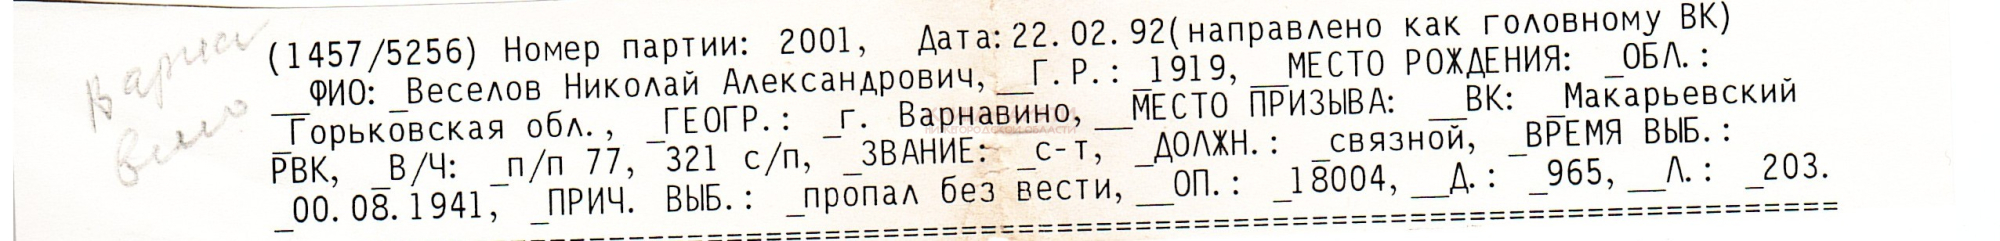 Варна
вино
(1457/5256) Номер партии: 2001, Дата: 22. 02. 92(направлено как головному ВК)
__ФИО: _Веселов Николай Александрович, __Г.Р.: _1919, __МЕСТО РОЖДЕНИЯ: _ОБЛ.:
_Горьковская обл., _ГЕОГР.: _г. Варнавино, __МЕСТО ПРИЗЫВА: __ВК: _Макарьевский
РВК, _В/Ч: _п/п 77, 321 с/п, _ЗВАНИЕ: _с-т, _ДОЛЖН.: _связной, _ВРЕМЯ ВЫБ.:
_00. 08. 1941, _ПРИЧ. ВЫБ.: _пропал без вести, __ОП.: _18004, __Д.: _965, __Л.: _203.